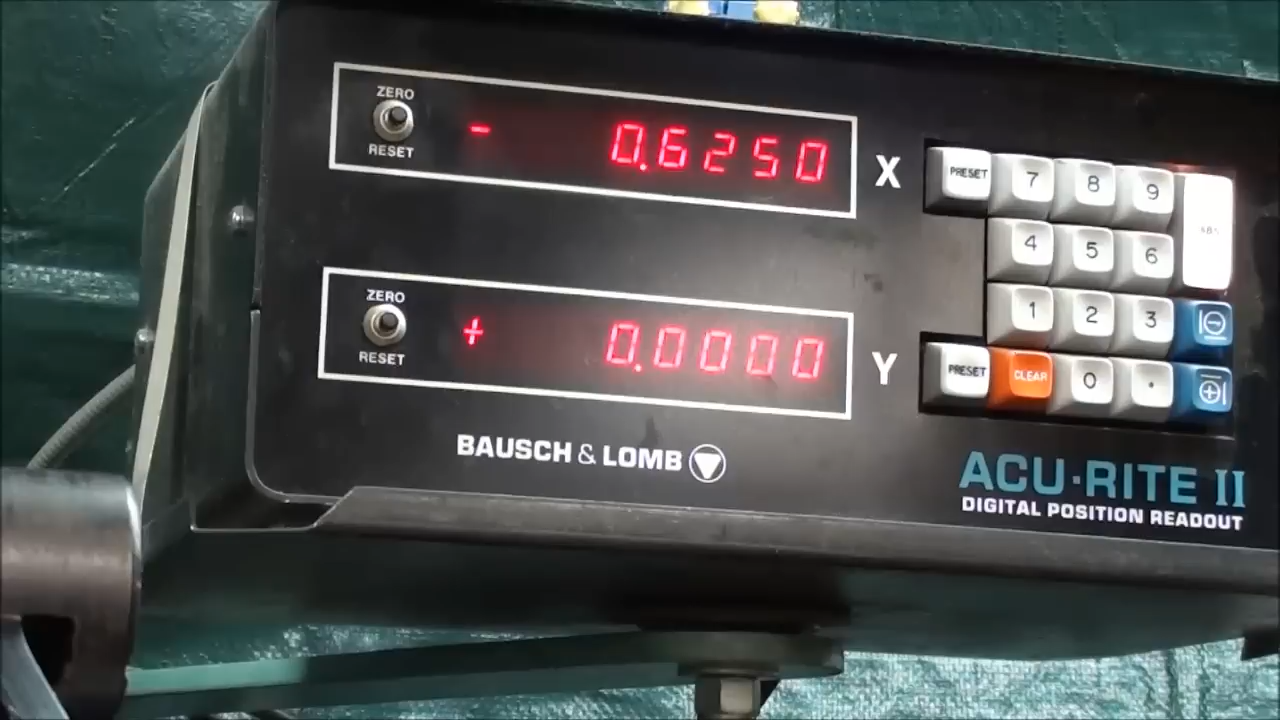 ZERO
RESET
- 0.6250
X
PRESET
7
8
9
ABS
4
5
6
ZERO
RESET
+ 0.0000
Y
1
2
3
PRESET
CLEAR
0
.
BAUSCH & LOMB
ACU·RITE II
DIGITAL POSITION READOUT